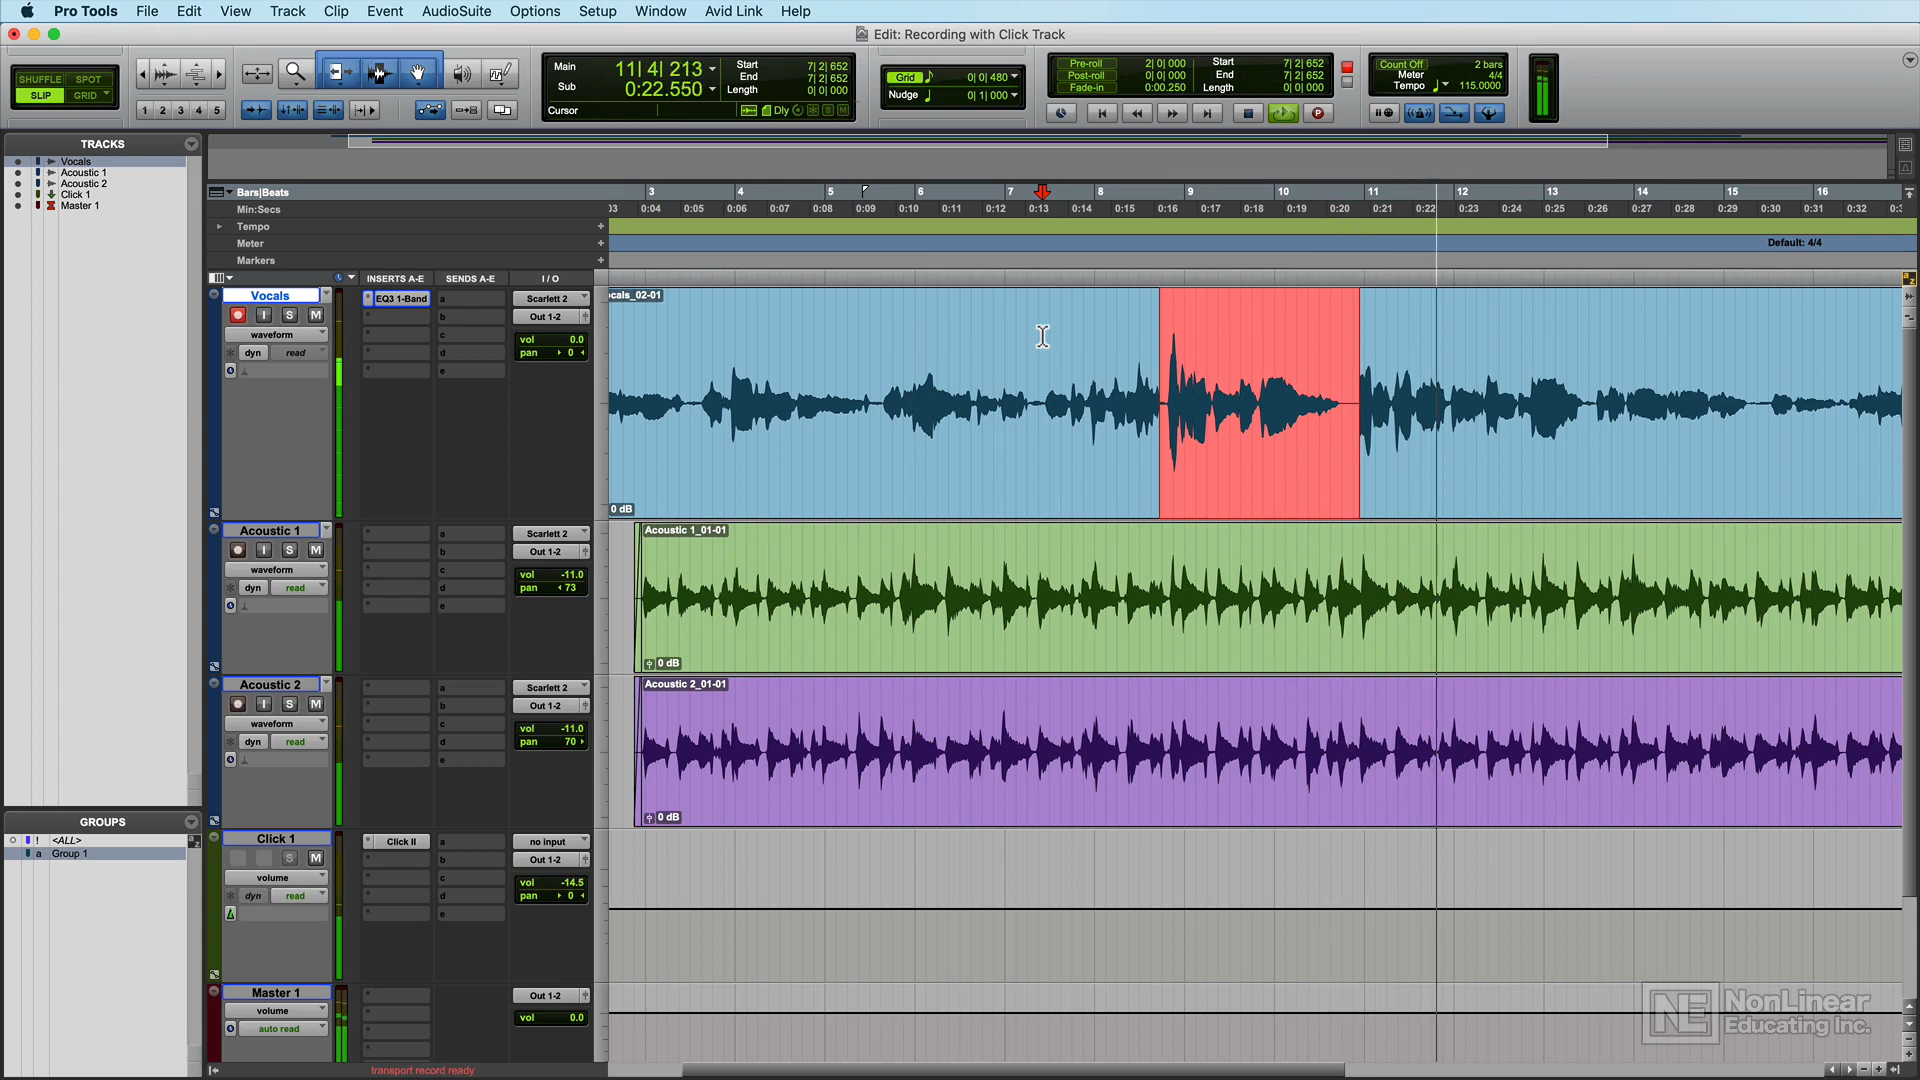 Pro Tools File Edit View Track Clip Event AudioSuite Options Setup Window Avid Link Help
Edit: Recording with Click Track
SHUFFLE SPOT
SLIP GRID
1 2 3 4 5
Main 11| 4| 213
Sub 0:22.550
Cursor
Start 7| 2| 652
End 7| 2| 652
Length 0| 0| 000
Dly S M
Grid 0| 0| 480
Nudge 0| 1| 000
Pre-roll 2| 0| 000
Post-roll 0| 0| 000
Fade-in 0:00.250
Start 7| 2| 652
End 7| 2| 652
Length 0| 0| 000
P
Count Off 2 bars
Meter 4/4
Tempo 115.0000
TRACKS
Vocals
Acoustic 1
Acoustic 2
Click 1
Master 1
Bars|Beats 3 4 5 6 7 8 9 10 11 12 13 14 15 16
Min:Secs 0:04 0:05 0:06 0:07 0:08 0:09 0:10 0:11 0:12 0:13 0:14 0:15 0:16 0:17 0:18 0:19 0:20 0:21 0:22 0:23 0:24 0:25 0:26 0:27 0:28 0:29 0:30 0:31 0:32
Tempo
Meter Default: 4/4
Markers
INSERTS A-E SENDS A-E I / O
Vocals EQ3 1-Band a Scarlett 2
I S M b Out 1-2
waveform c vol 0.0
dyn read d pan 0
e
cals_02-01
0 dB
Acoustic 1 a Scarlett 2
I S M b Out 1-2
waveform c vol -11.0
dyn read d pan 73
e
Acoustic 1_01-01
0 dB
Acoustic 2 a Scarlett 2
I S M b Out 1-2
waveform c vol -11.0
dyn read d pan 70
e
Acoustic 2_01-01
0 dB
GROUPS
! <ALL>
a Group 1
Click 1 Click II a no input
S M b Out 1-2
volume c vol -14.5
dyn read d pan 0
e
Master 1 Out 1-2
volume vol 0.0
auto read
transport record ready
NE NonLinear
Educating Inc.